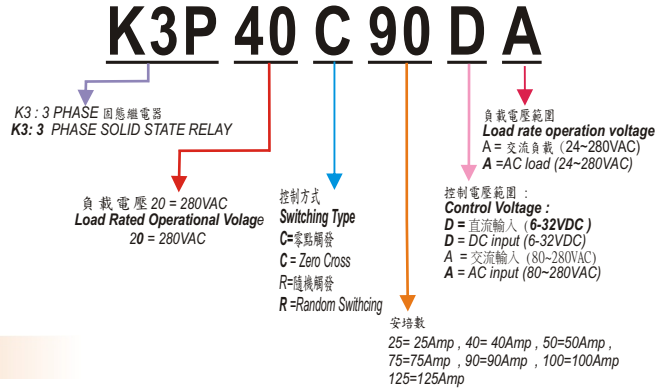 K3P 40 C 90 D A
K3 : 3 PHASE 固態繼電器
K3: 3 PHASE SOLID STATE RELAY
負載電壓 20 = 280VAC
Load Rated Operational Volage
20 = 280VAC
控制方式
Switching Type
C=零點觸發
C = Zero Cross
R=隨機觸發
R =Random Swithcing
安培數
25= 25Amp , 40= 40Amp , 50=50Amp ,
75=75Amp , 90=90Amp , 100=100Amp
125=125Amp
控制電壓範圍 :
Control Voltage :
D = 直流輸入 (6-32VDC )
D = DC input (6-32VDC)
A = 交流輸入 (80~280VAC)
A = AC input (80~280VAC)
負載電壓範圍
Load rate operation voltage
A = 交流負載 (24~280VAC)
A =AC load (24~280VAC)